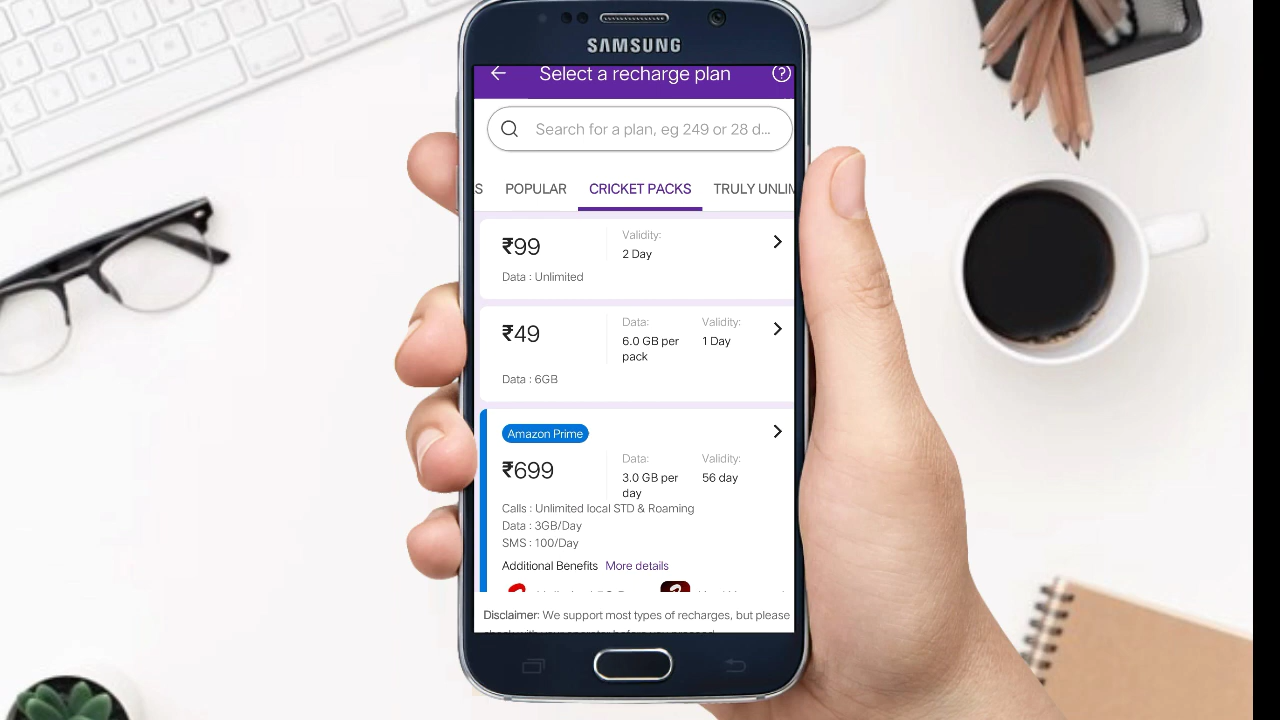 SAMSUNG
Select a recharge plan
Search for a plan, eg 249 or 28 d...
S POPULAR CRICKET PACKS TRULY UNLIM
₹99
Validity:
2 Day
Data : Unlimited
₹49
Data:
6.0 GB per
pack
Validity:
1 Day
Data : 6GB
Amazon Prime
₹699
Data:
3.0 GB per
day
Validity:
56 day
Calls : Unlimited local STD & Roaming
Data : 3GB/Day
SMS : 100/Day
Additional Benefits More details
Disclaimer: We support most types of recharges, but please